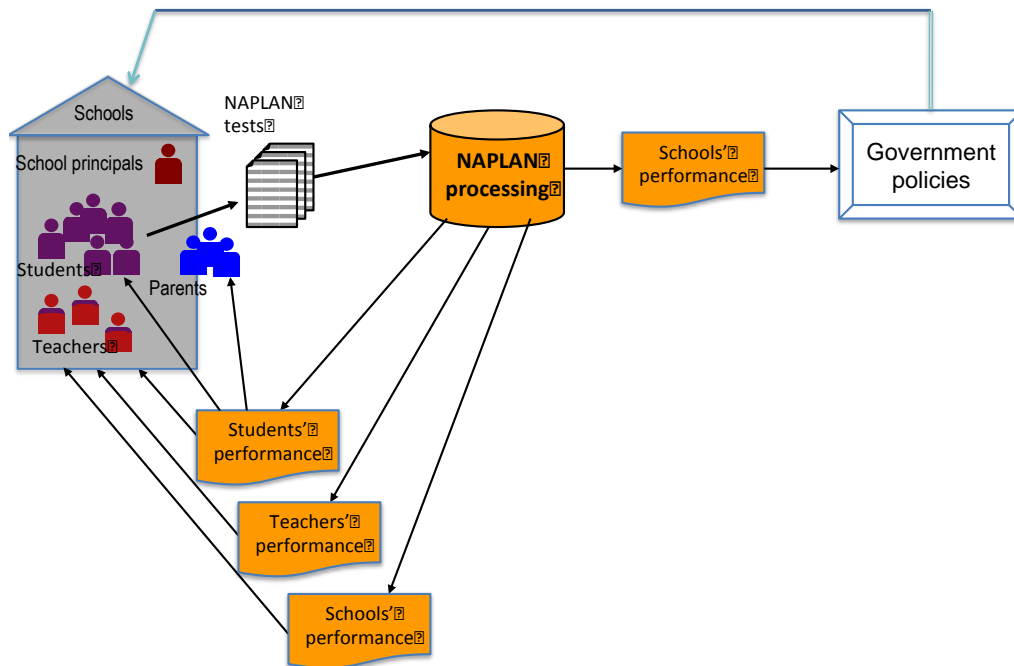 Schools
NAPLAN
tests
School principals
Students
Parents
Teachers
NAPLAN
processing
Schools’
performance
Government
policies
Students’
performance
Teachers’
performance
Schools’
performance